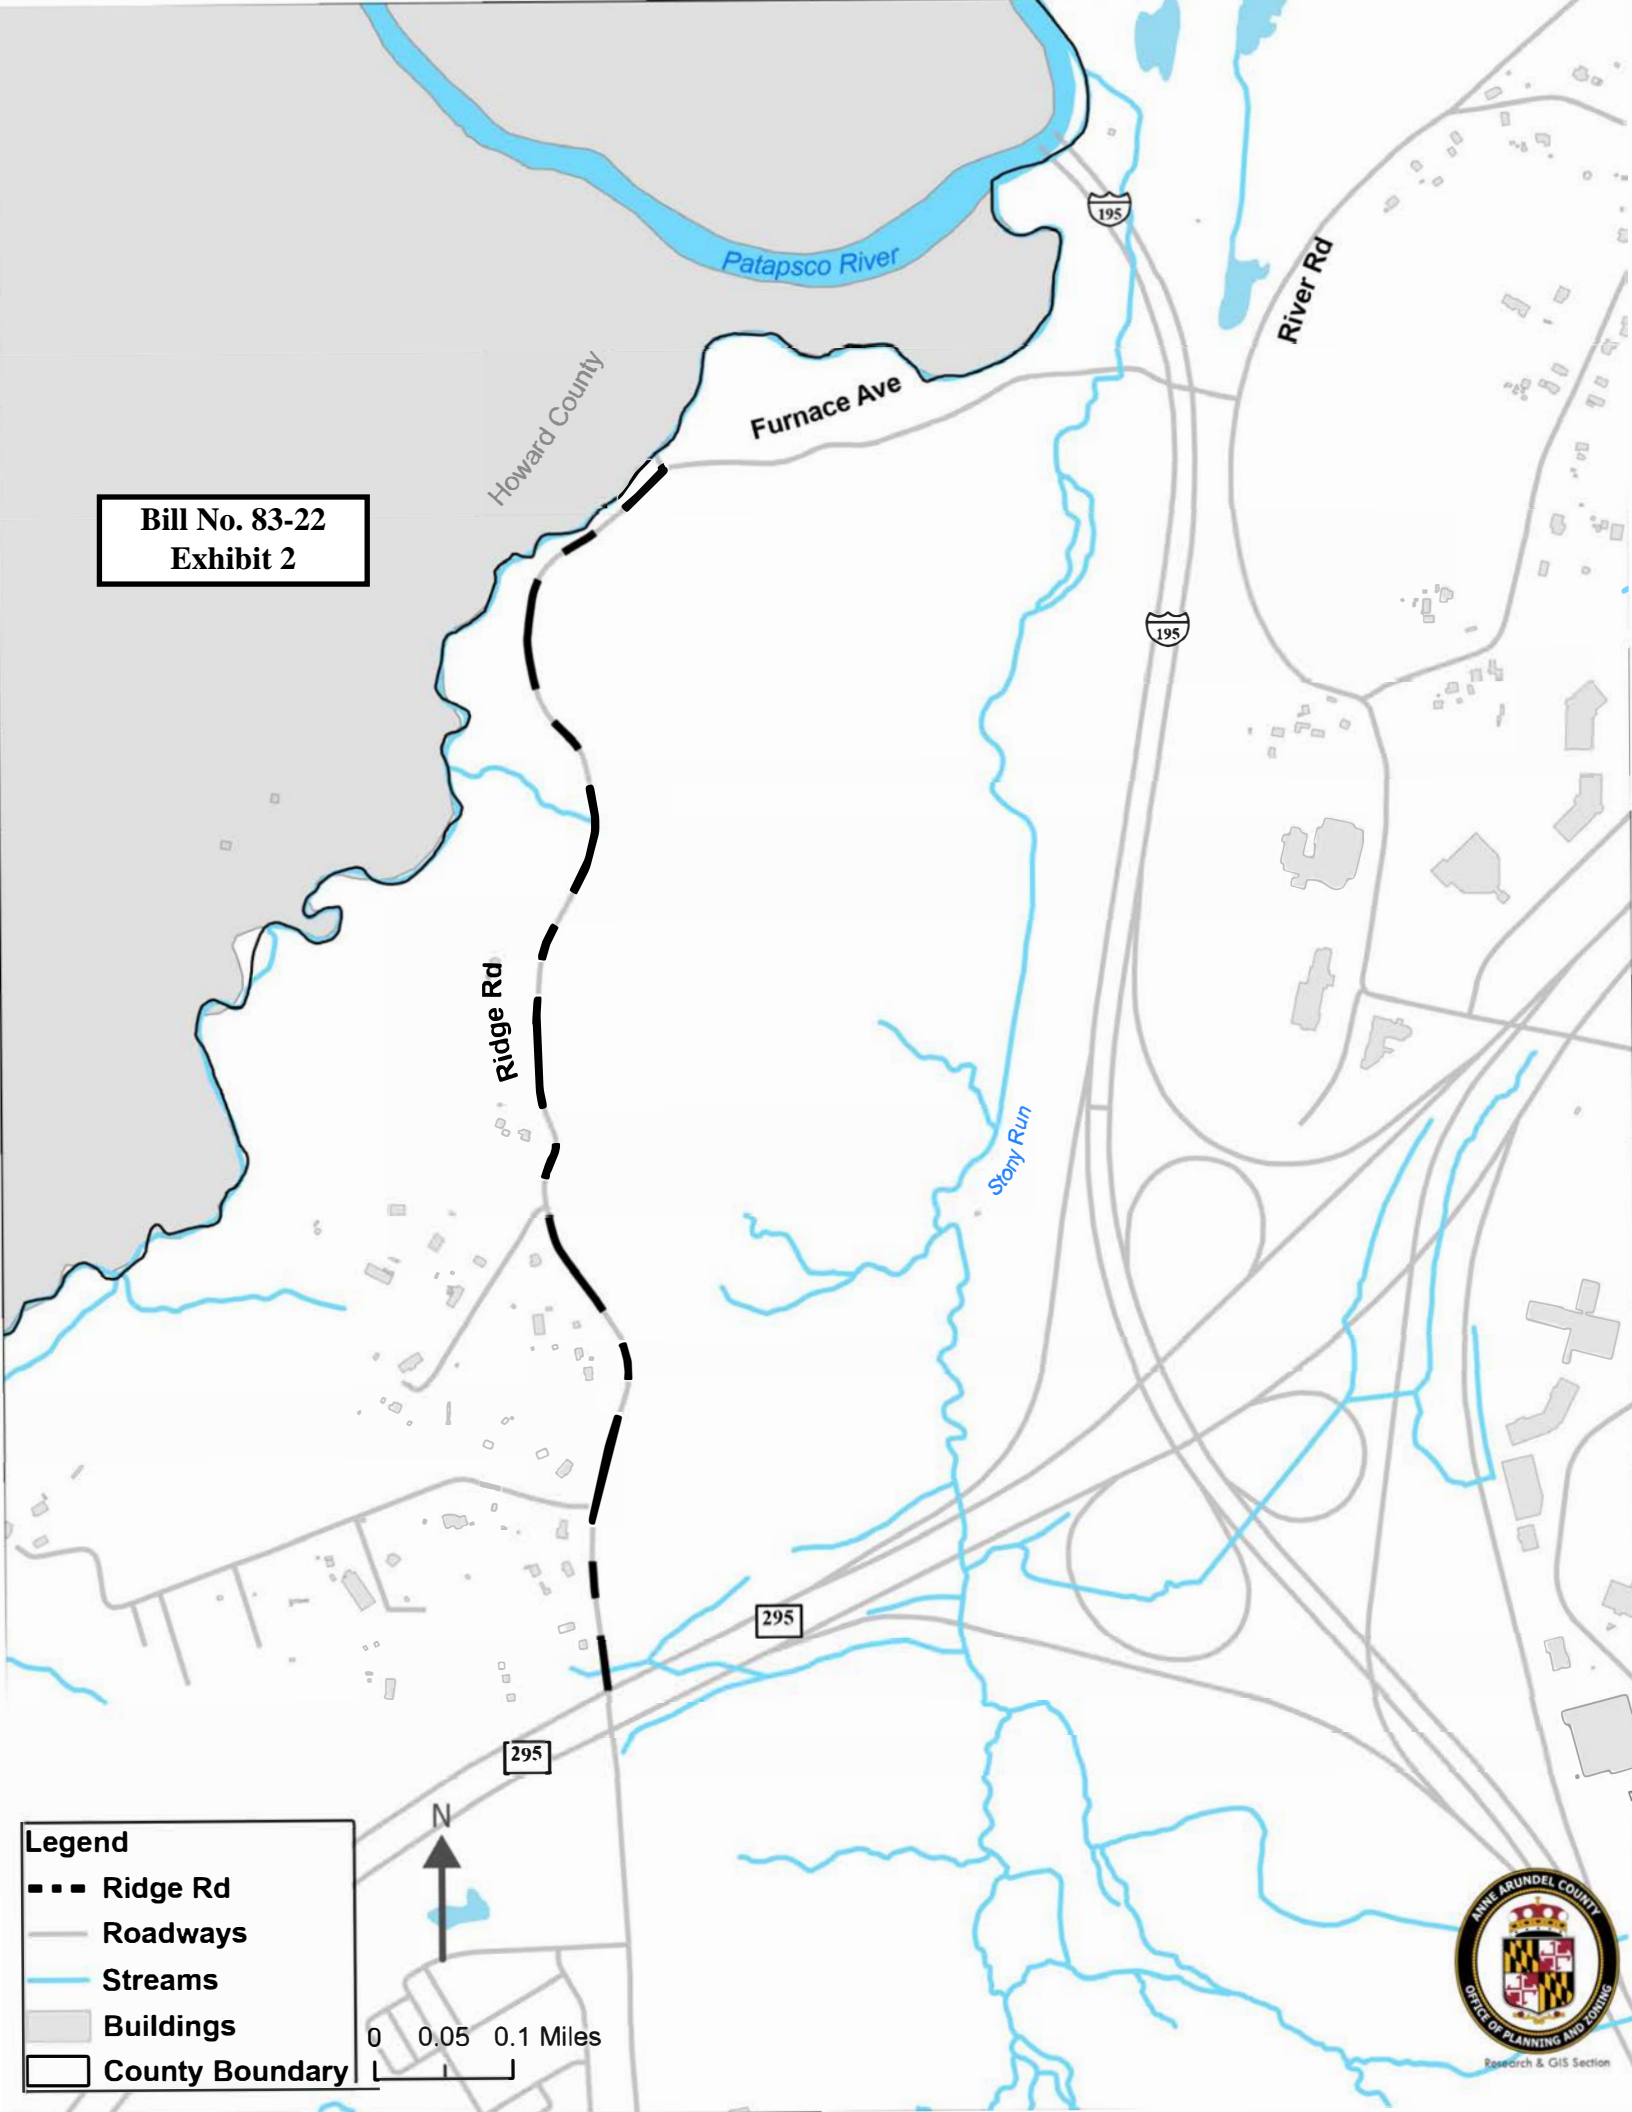 195
Patapsco River
River Rd
Howard County
Furnace Ave
Bill No. 83-22
Exhibit 2
195
Ridge Rd
Stony Run
295
295
N
Legend
Ridge Rd
Roadways
Streams
Buildings
County Boundary
0 0.05 0.1 Miles
ANNE ARUNDEL COUNTY
OFFICE OF PLANNING AND ZONING
Research & GIS Section